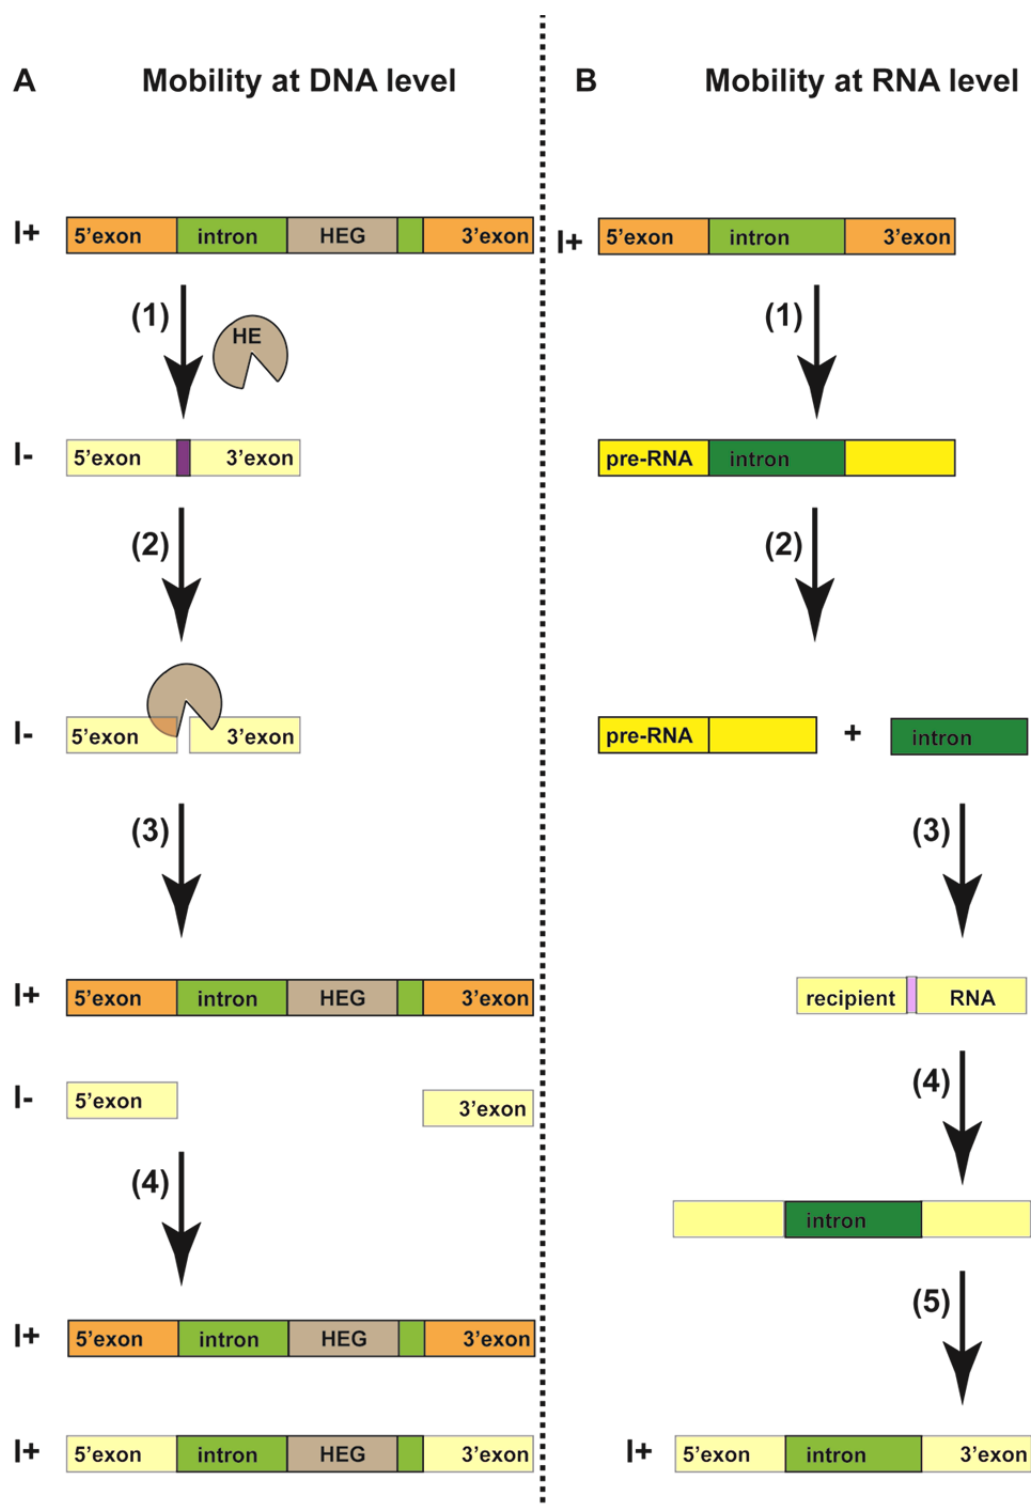 A Mobility at DNA level
I+ 5'exon intron HEG 3'exon
(1)
HE
I- 5'exon 3'exon
(2)
I- 5'exon 3'exon
(3)
I+ 5'exon intron HEG 3'exon
I- 5'exon 3'exon
(4)
I+ 5'exon intron HEG 3'exon
I+ 5'exon intron HEG 3'exon
B Mobility at RNA level
I+ 5'exon intron 3'exon
(1)
pre-RNA intron
(2)
pre-RNA + intron
(3)
recipient RNA
(4)
intron
(5)
I+ 5'exon intron 3'exon